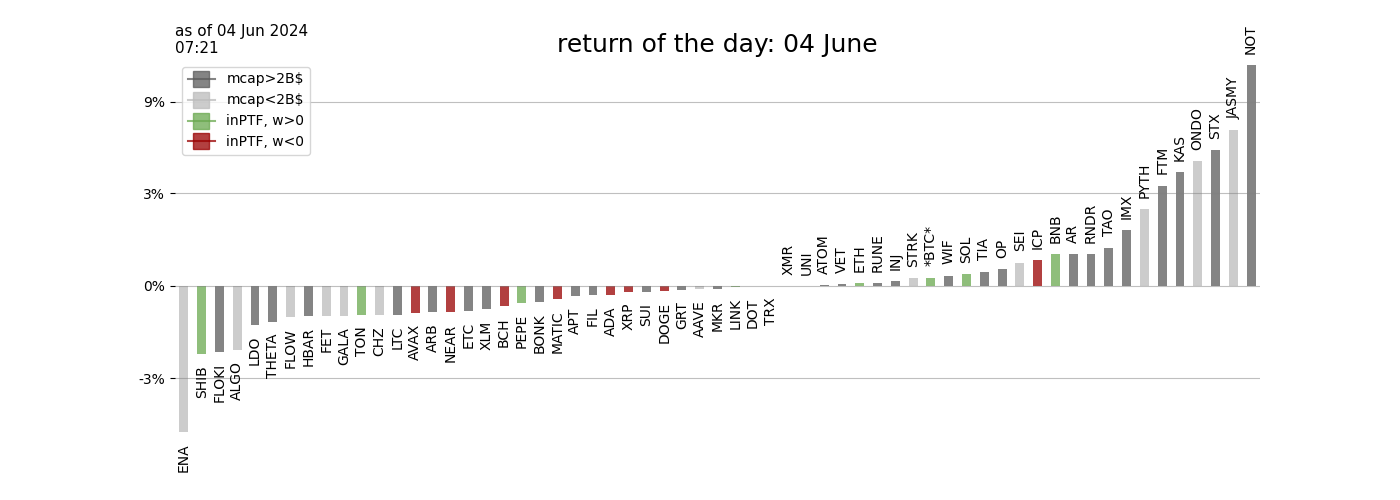 as of 04 Jun 2024
07:21
return of the day: 04 June
mcap>2B$
mcap<2B$
inPTF, w>0
inPTF, w<0
9%
3%
0%
-3%
ENA
SHIB
FLOKI
ALGO
LDO
THETA
FLOW
HBAR
FET
GALA
TON
CHZ
LTC
AVAX
ARB
NEAR
ETC
XLM
BCH
PEPE
BONK
MATIC
APT
FIL
ADA
XRP
SUI
DOGE
GRT
AAVE
MKR
LINK
DOT
TRX
XMR
UNI
ATOM
VET
ETH
RUNE
INJ
STRK
*BTC*
WIF
SOL
TIA
OP
SEI
ICP
BNB
AR
RNDR
TAO
IMX
PYTH
FTM
KAS
ONDO
STX
JASMY
NOT